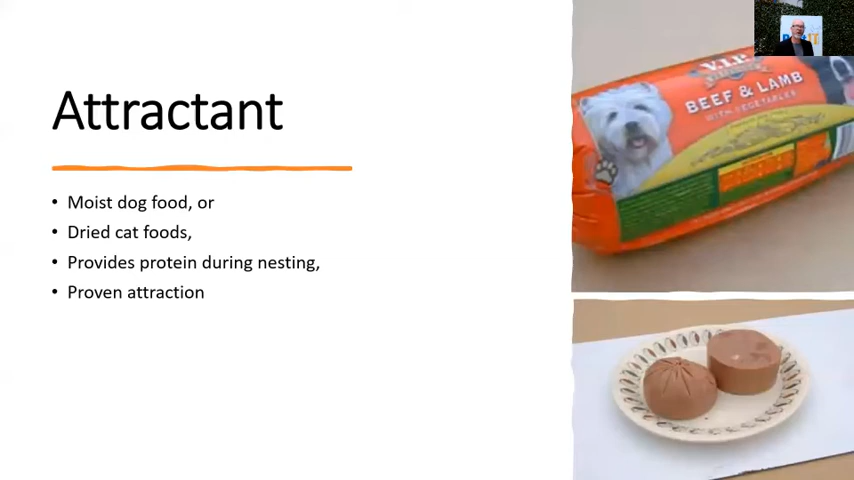 Attractant
• Moist dog food, or
• Dried cat foods,
• Provides protein during nesting,
• Proven attraction
V.I.P.
BEEF & LAMB
WITH VEGETABLES